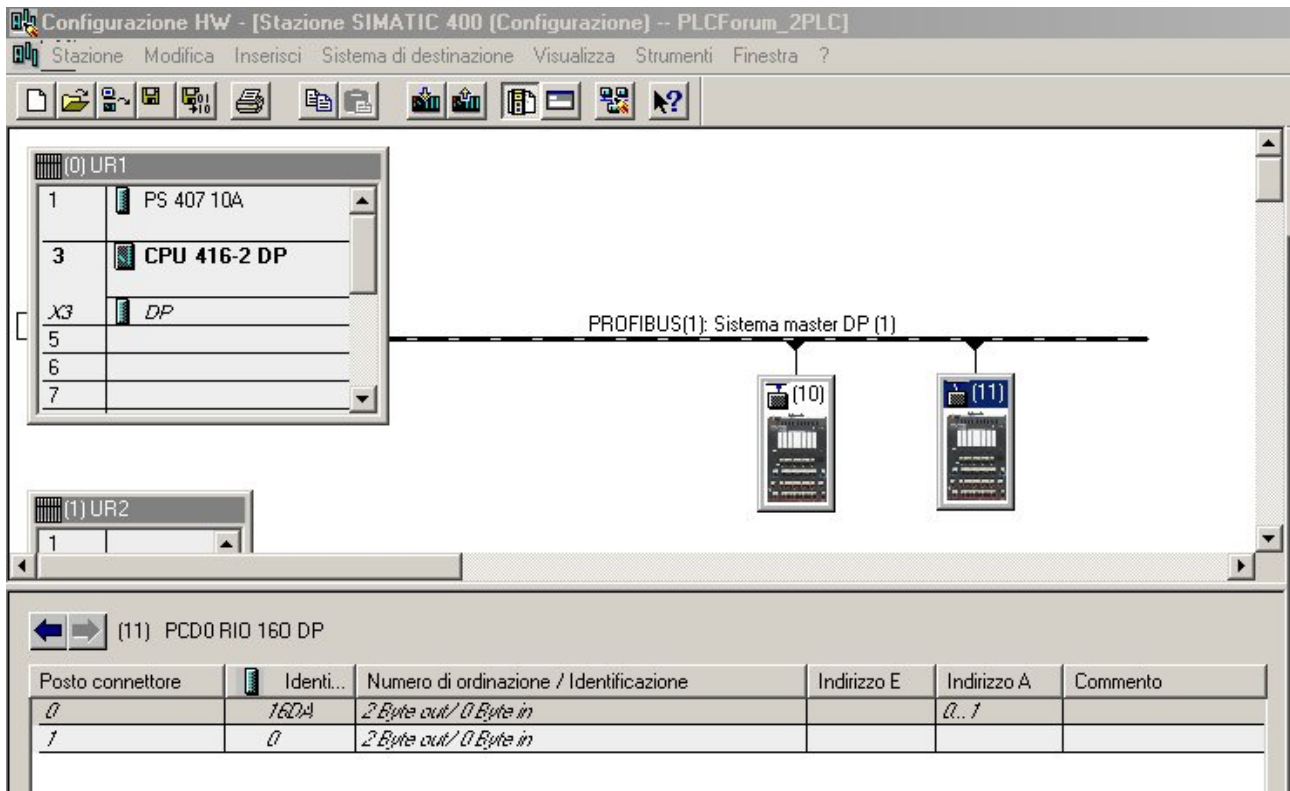 Configurazione HW - [Stazione SIMATIC 400 (Configurazione) -- PLCForum_2PLC]
Stazione Modifica Inserisci Sistema di destinazione Visualizza Strumenti Finestra ?
(0) UR1
1 PS 407 10A
3 CPU 416-2 DP
X3 DP
5
6
7
PROFIBUS(1): Sistema master DP (1)
(10)
(11)
(1) UR2
1
(11) PCD0 RIO 16O DP
Posto connettore Identi... Numero di ordinazione / Identificazione Indirizzo E Indirizzo A Commento
0 16DA 2 Byte out/ 0 Byte in 0..1
1 0 2 Byte out/ 0 Byte in